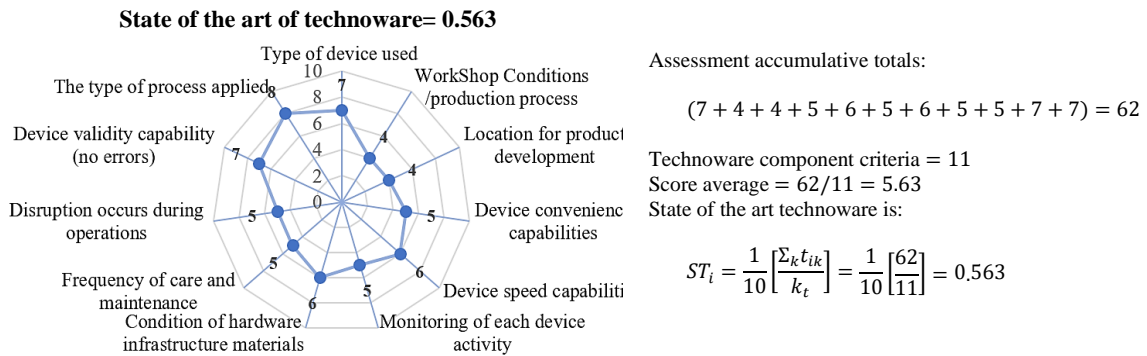 State of the art of technoware= 0.563
Type of device used
WorkShop Conditions
/production process
Location for product
development
Device convenienc
capabilities
Device speed capabiliti
Monitoring of each device
activity
Condition of hardware
infrastructure materials
Frequency of care and
maintenance
Disruption occurs during
operations
Device validity capability
(no errors)
The type of process applied
10
8
6
4
2
0
7
4
4
5
6
5
6
5
5
7
8
Assessment accumulative totals:
(7 + 4 + 4 + 5 + 6 + 5 + 6 + 5 + 5 + 7 + 7) = 62
Technoware component criteria = 11
Score average = 62/11 = 5.63
State of the art technoware is:
STᵢ = 1/10 [Σₖtᵢₖ/kₜ] = 1/10 [62/11] = 0.563